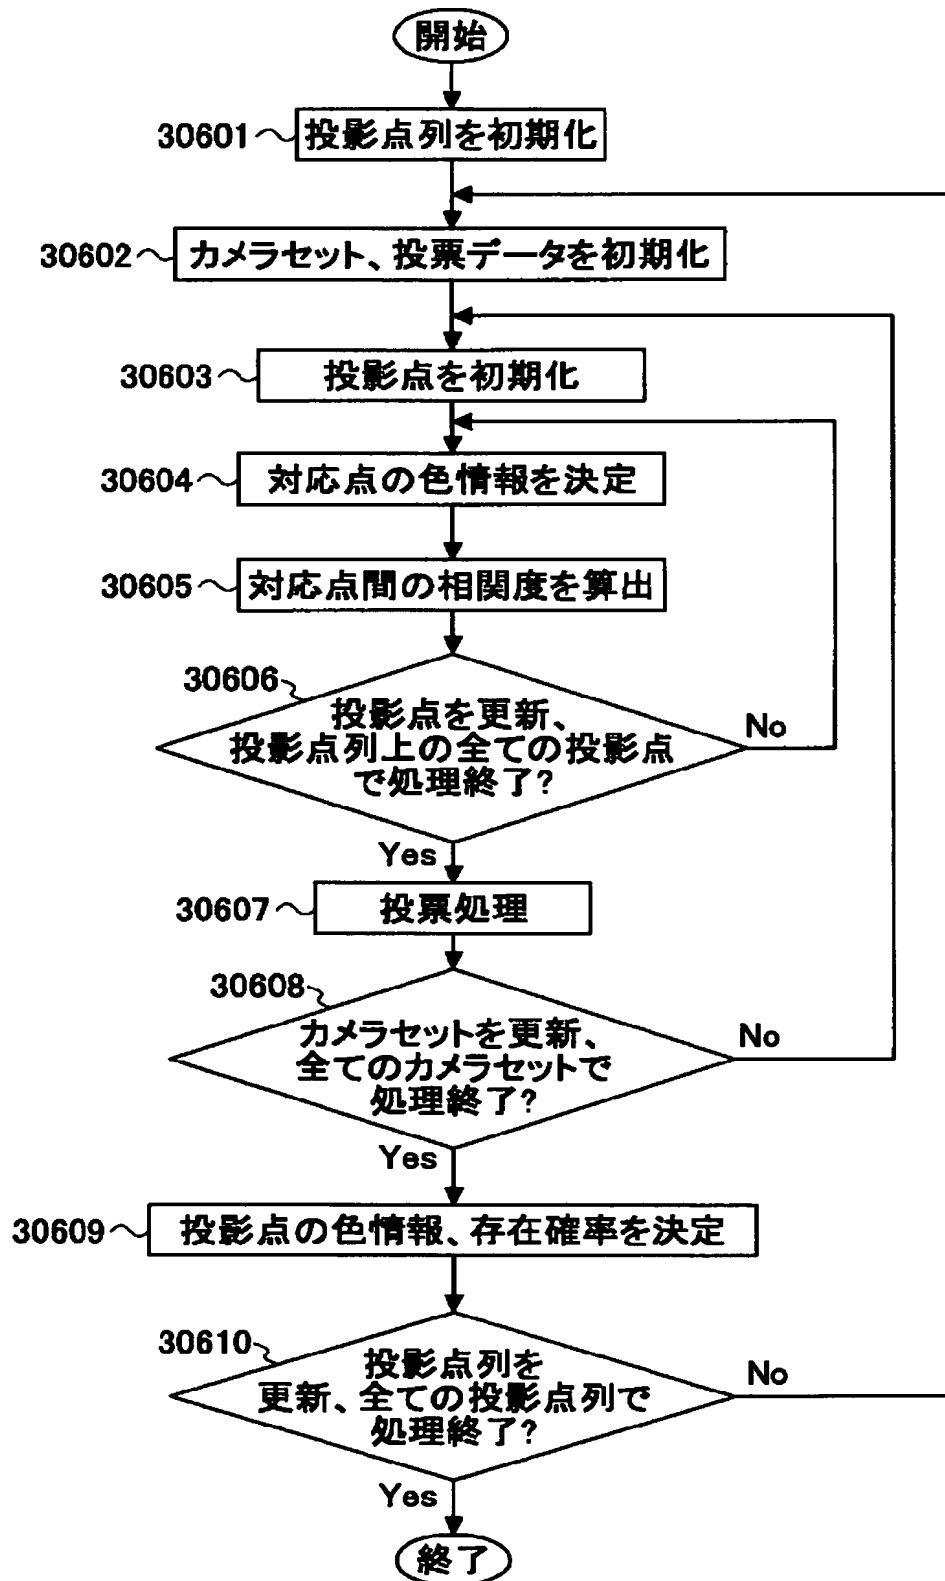 開始
30601
投影点列を初期化
30602
カメラセット、投票データを初期化
30603
投影点を初期化
30604
対応点の色情報を決定
30605
対応点間の相関度を算出
30606
投影点を更新、
投影点列上の全ての投影点
で処理終了?
No
Yes
30607
投票処理
30608
カメラセットを更新、
全てのカメラセットで
処理終了?
No
Yes
30609
投影点の色情報、存在確率を決定
30610
投影点列を
更新、全ての投影点列で
処理終了?
No
Yes
終了